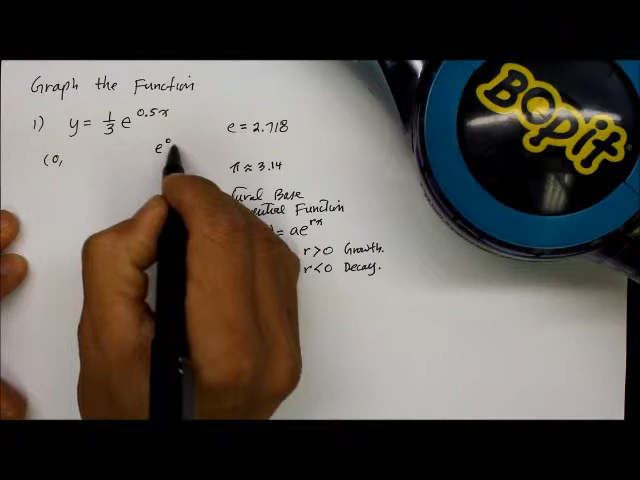 Graph the Function
1) y = 1/3 e^0.5x
e = 2.718
(0,
e^0
π ≈ 3.14
Base
Function
= ae^rx
r > 0 Growth.
r < 0 Decay.
Bopit